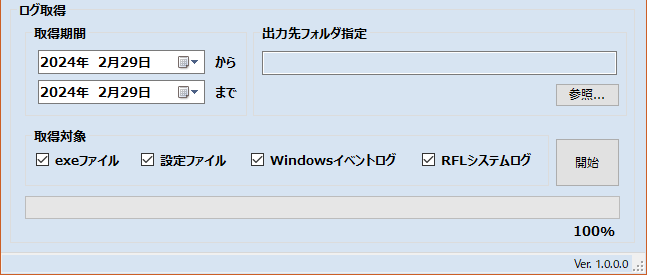 ログ取得
取得期間
2024年 2月29日 から
2024年 2月29日 まで
出力先フォルダ指定
参照...
取得対象
exeファイル 設定ファイル Windowsイベントログ RFLシステムログ
開始
100%
Ver. 1.0.0.0